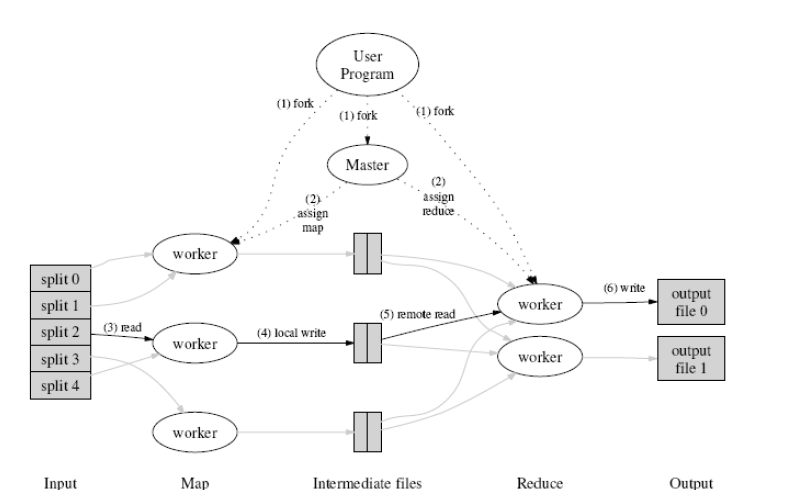 User
Program
(1) fork
(1) fork
(1) fork
Master
(2)
assign
map
(2)
assign
reduce
worker
split 0
split 1
split 2
split 3
split 4
(3) read
worker
(4) local write
(5) remote read
worker
(6) write
output
file 0
worker
output
file 1
worker
Input
Map
Intermediate files
Reduce
Output